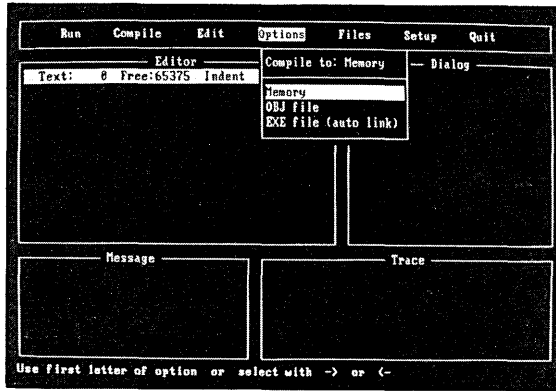 Run Compile Edit Options Files Setup Quit
Editor
Text: 0 Free:65375 Indent
Compile to: Memory
Memory
OBJ file
EXE file (auto link)
Dialog
Message
Trace
Use first letter of option or select with -> or <-